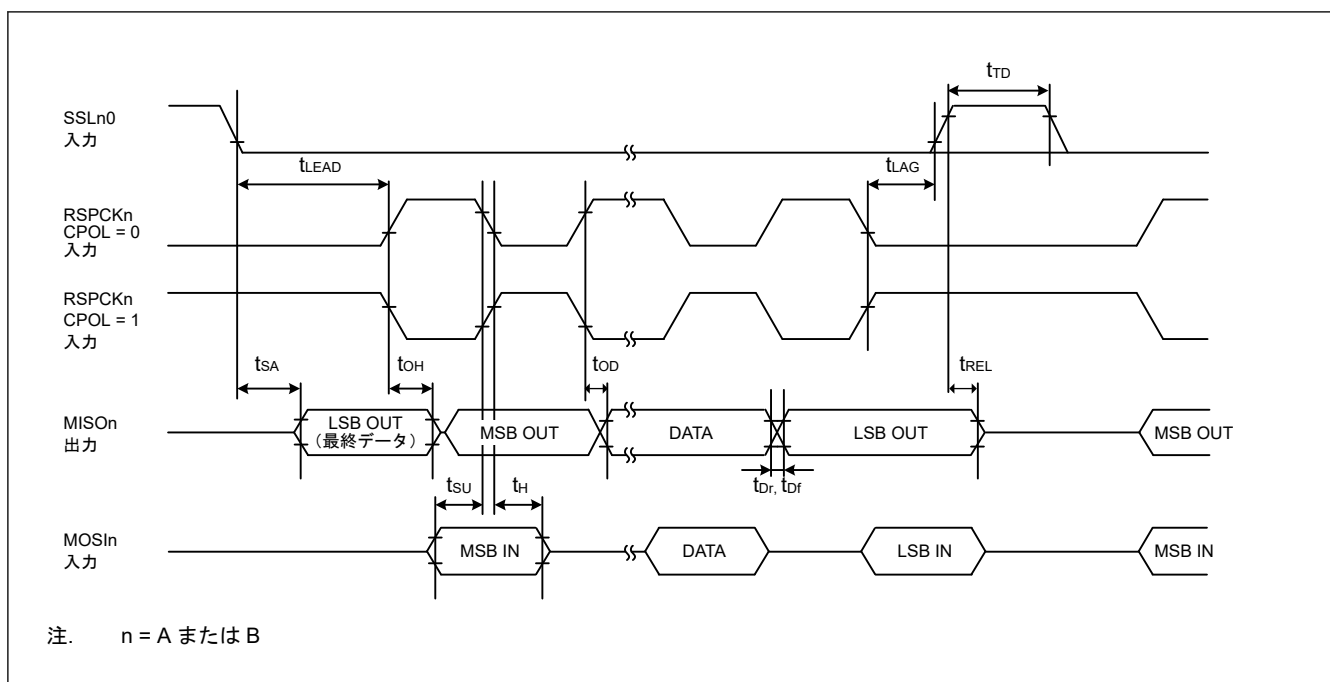 tTD
SSLn0
入力
tLEAD
tLAG
RSPCKn
CPOL = 0
入力
RSPCKn
CPOL = 1
入力
tSA
tOH
tOD
tREL
MISOn
出力
LSB OUT
（最終データ）
MSB OUT
DATA
LSB OUT
MSB OUT
tSU
tH
tDr, tDf
MOSIn
入力
MSB IN
DATA
LSB IN
MSB IN
注. n = A または B